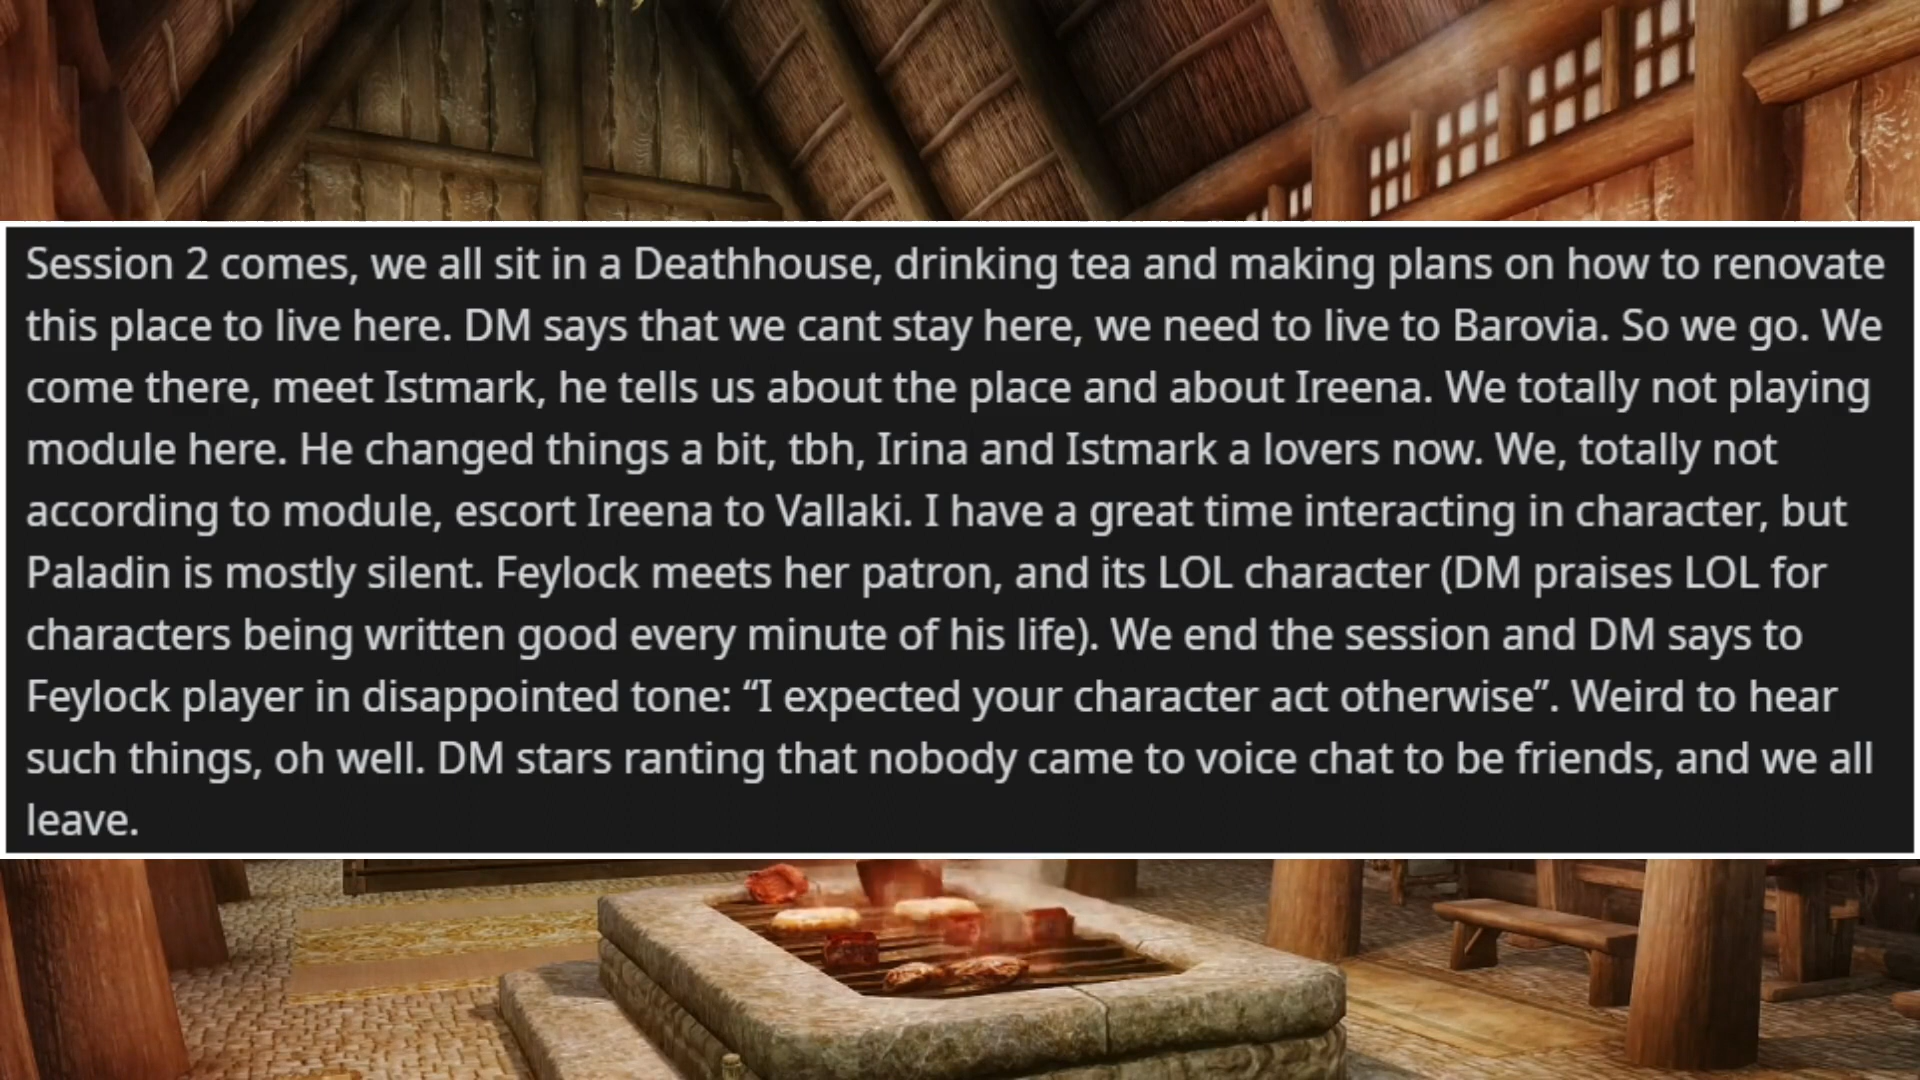 Session 2 comes, we all sit in a Deathhouse, drinking tea and making plans on how to renovate
this place to live here. DM says that we cant stay here, we need to live to Barovia. So we go. We
come there, meet Istmark, he tells us about the place and about Ireena. We totally not playing
module here. He changed things a bit, tbh, Irina and Istmark a lovers now. We, totally not
according to module, escort Ireena to Vallaki. I have a great time interacting in character, but
Paladin is mostly silent. Feylock meets her patron, and its LOL character (DM praises LOL for
characters being written good every minute of his life). We end the session and DM says to
Feylock player in disappointed tone: “I expected your character act otherwise”. Weird to hear
such things, oh well. DM stars ranting that nobody came to voice chat to be friends, and we all
leave.